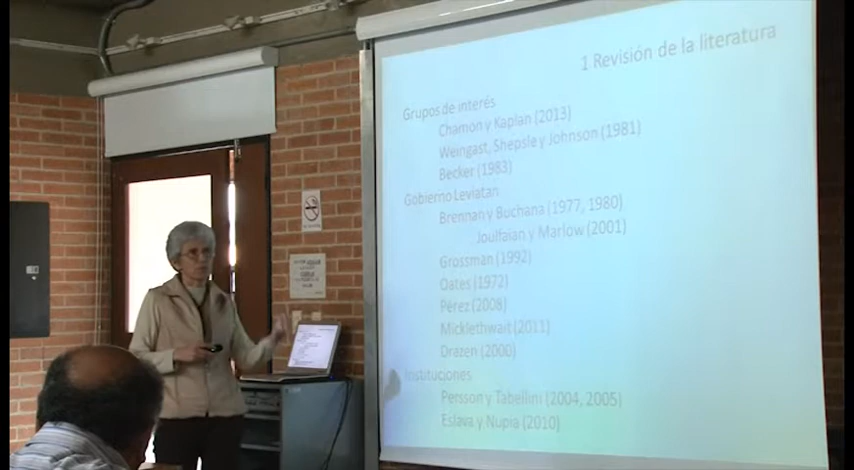 1 Revisión de la literatura
Grupos de interés
Chamon y Kaplan (2013)
Weingast, Shepsle y Johnson (1981)
Becker (1983)
Gobierno Leviatan
Brennan y Buchana (1977, 1980)
Joulfaian y Marlow (2001)
Grossman (1992)
Oates (1972)
Pérez (2008)
Micklethwait (2011)
Drazen (2000)
Instituciones
Persson y Tabellini (2004, 2005)
Eslava y Nupia (2010)